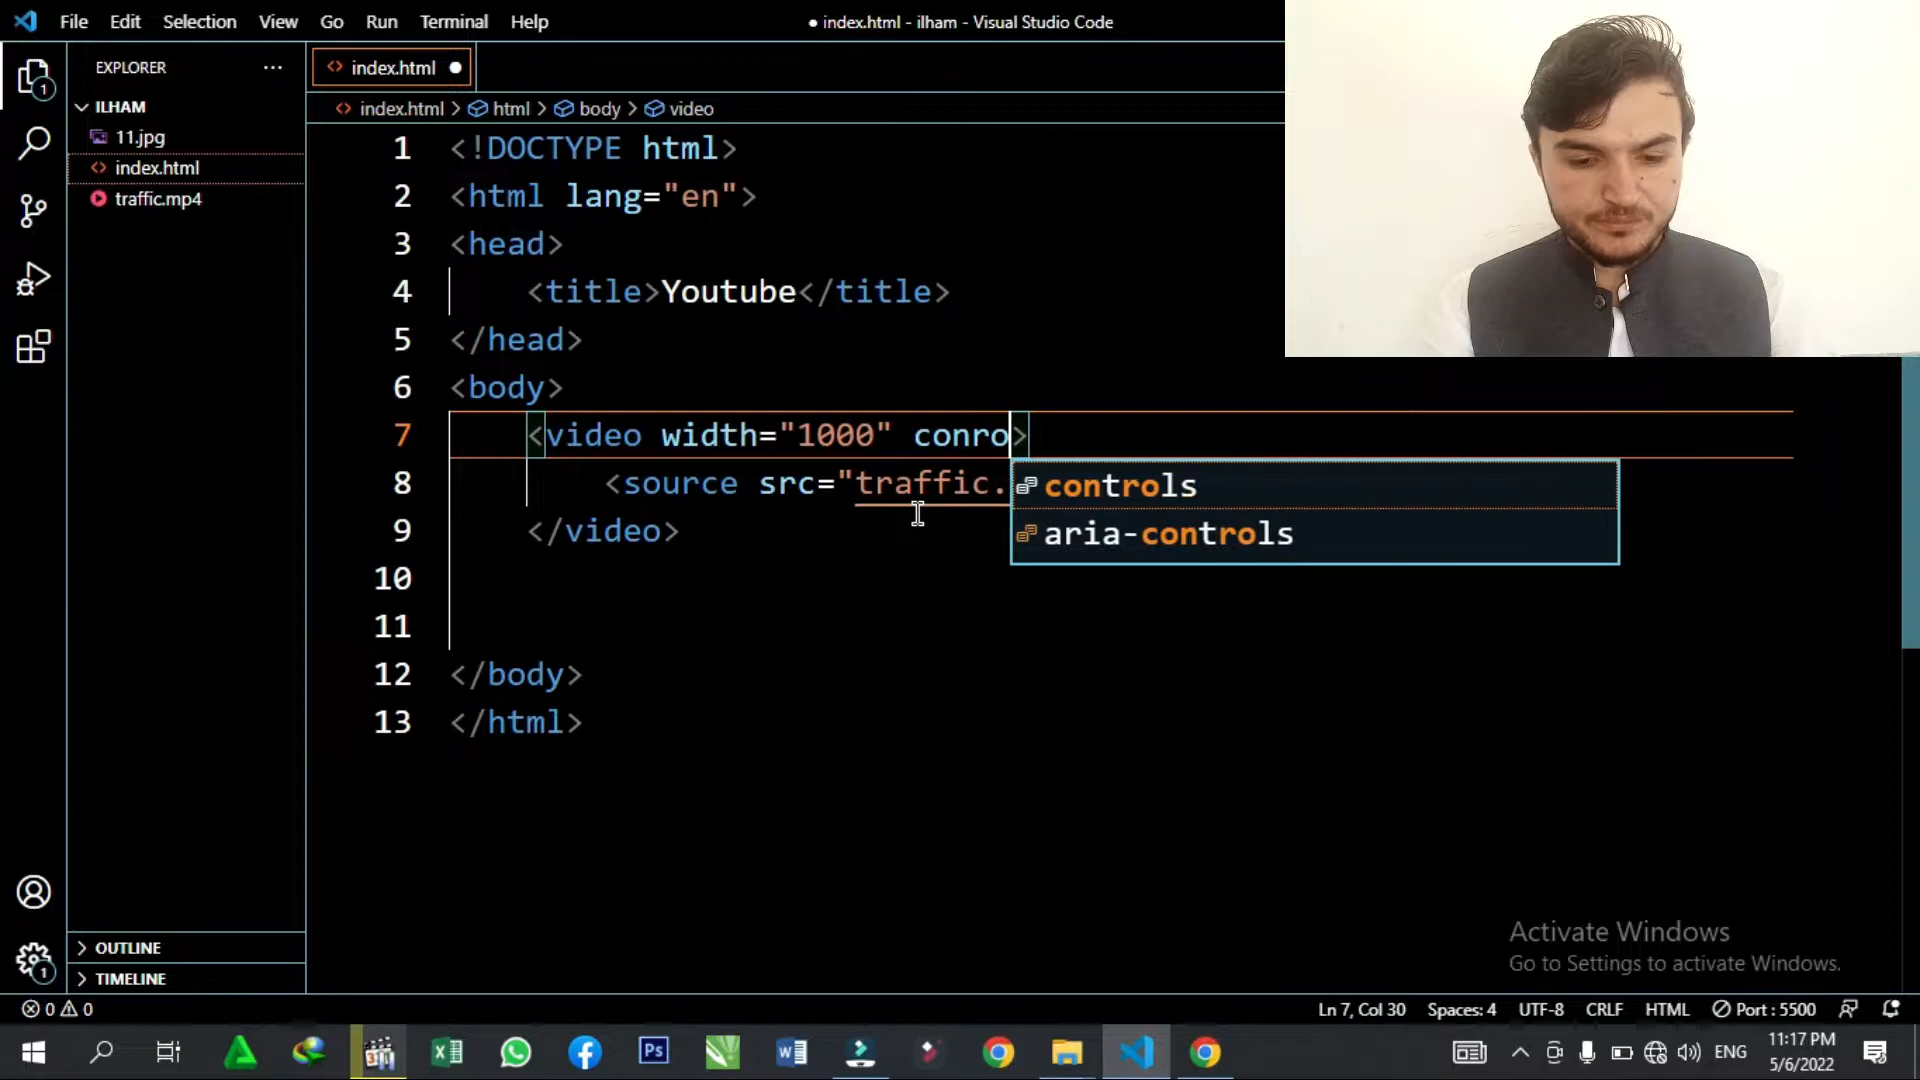 File Edit Selection View Go Run Terminal Help
● index.html - ilham - Visual Studio Code
EXPLORER ···
ILHAM
11.jpg
index.html
traffic.mp4
index.html ●
index.html > html > body > video
1 <!DOCTYPE html>
2 <html lang="en">
3 <head>
4 <title>Youtube</title>
5 </head>
6 <body>
7 <video width="1000" conro>
8 <source src="traffic.
controls
aria-controls
9 </video>
10
11
12 </body>
13 </html>
OUTLINE
TIMELINE
Activate Windows
Go to Settings to activate Windows.
0 0
Ln 7, Col 30 Spaces: 4 UTF-8 CRLF HTML Port : 5500
ENG
11:17 PM
5/6/2022